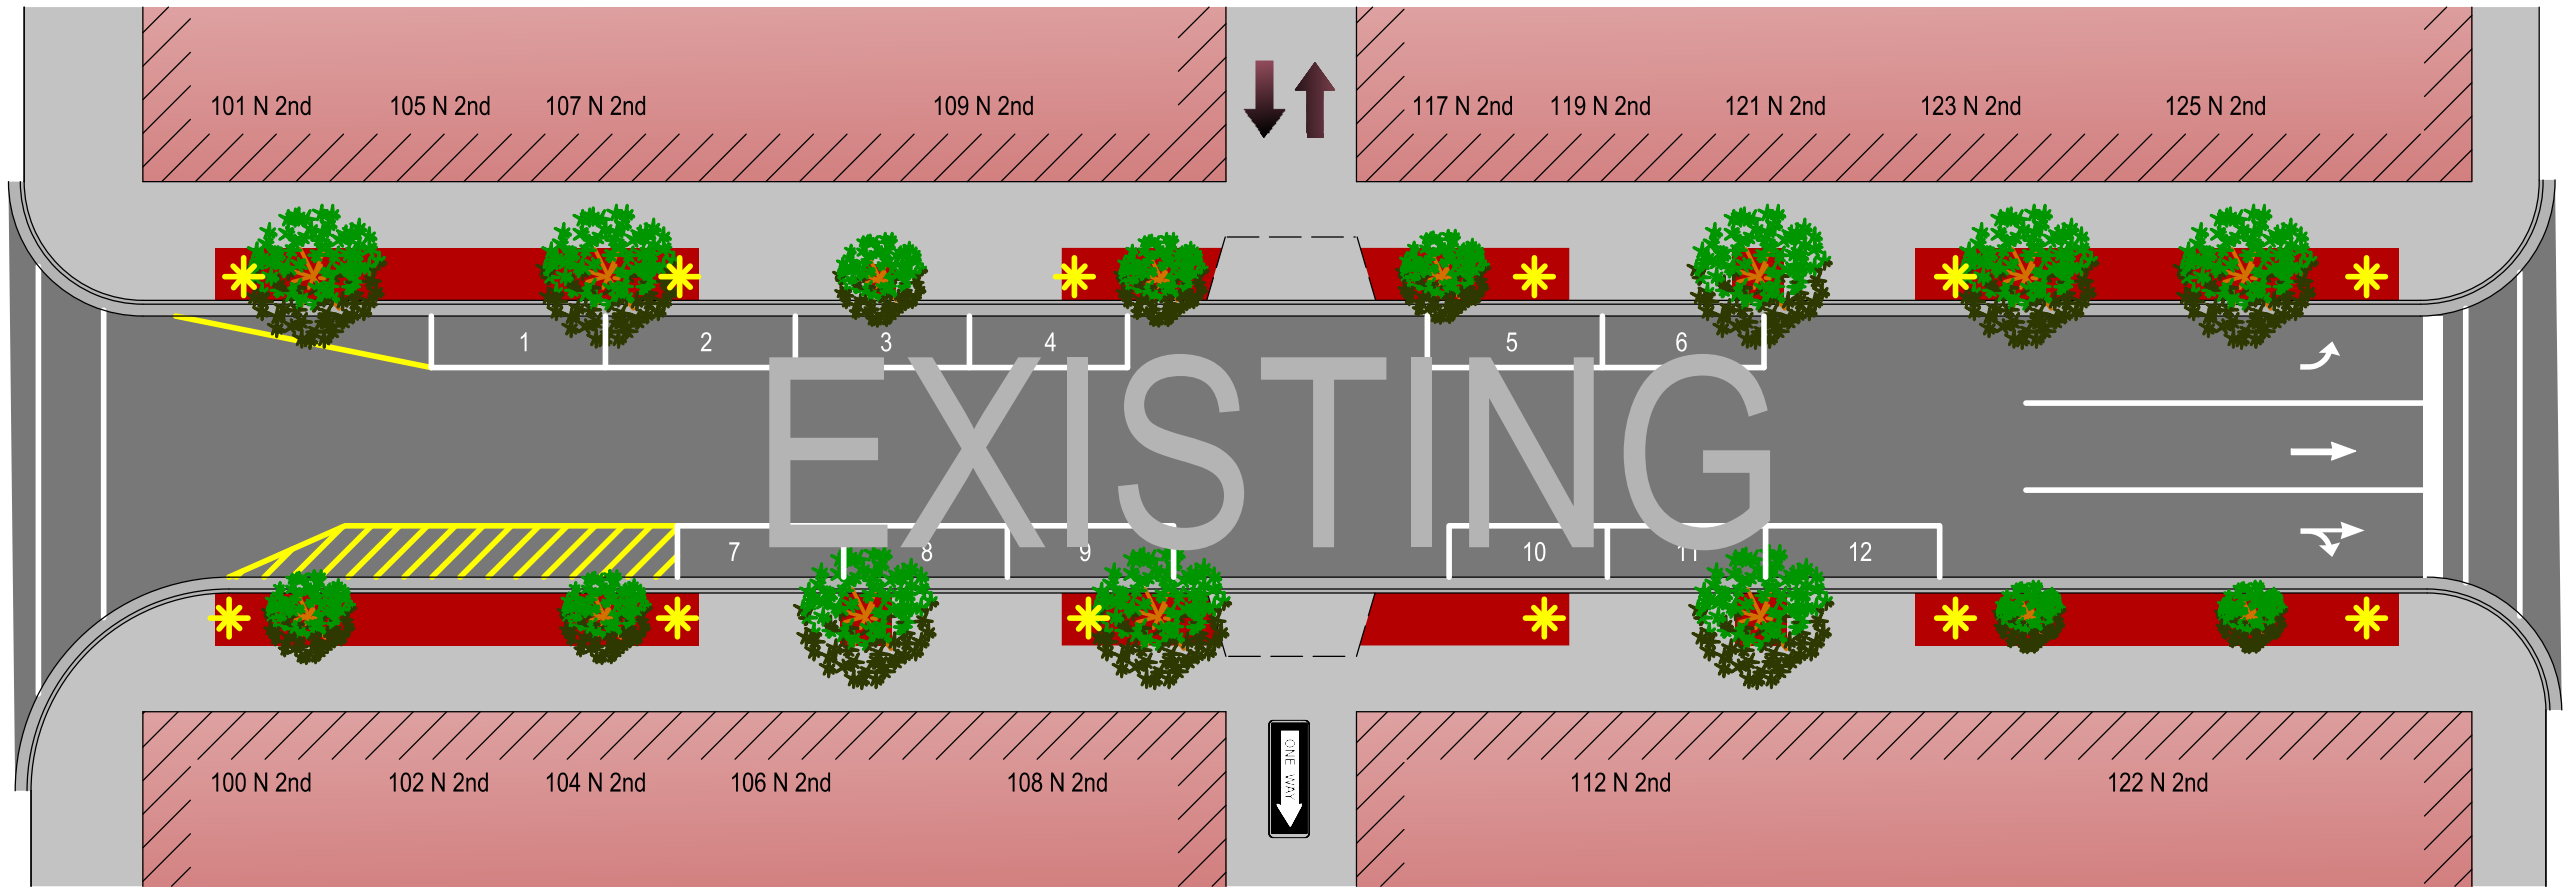 101 N 2nd 105 N 2nd 107 N 2nd 109 N 2nd 117 N 2nd 119 N 2nd 121 N 2nd 123 N 2nd 125 N 2nd
1 2 3 4 5 6
EXISTING
7 8 9 10 11 12
ONE WAY
100 N 2nd 102 N 2nd 104 N 2nd 106 N 2nd 108 N 2nd 112 N 2nd 122 N 2nd